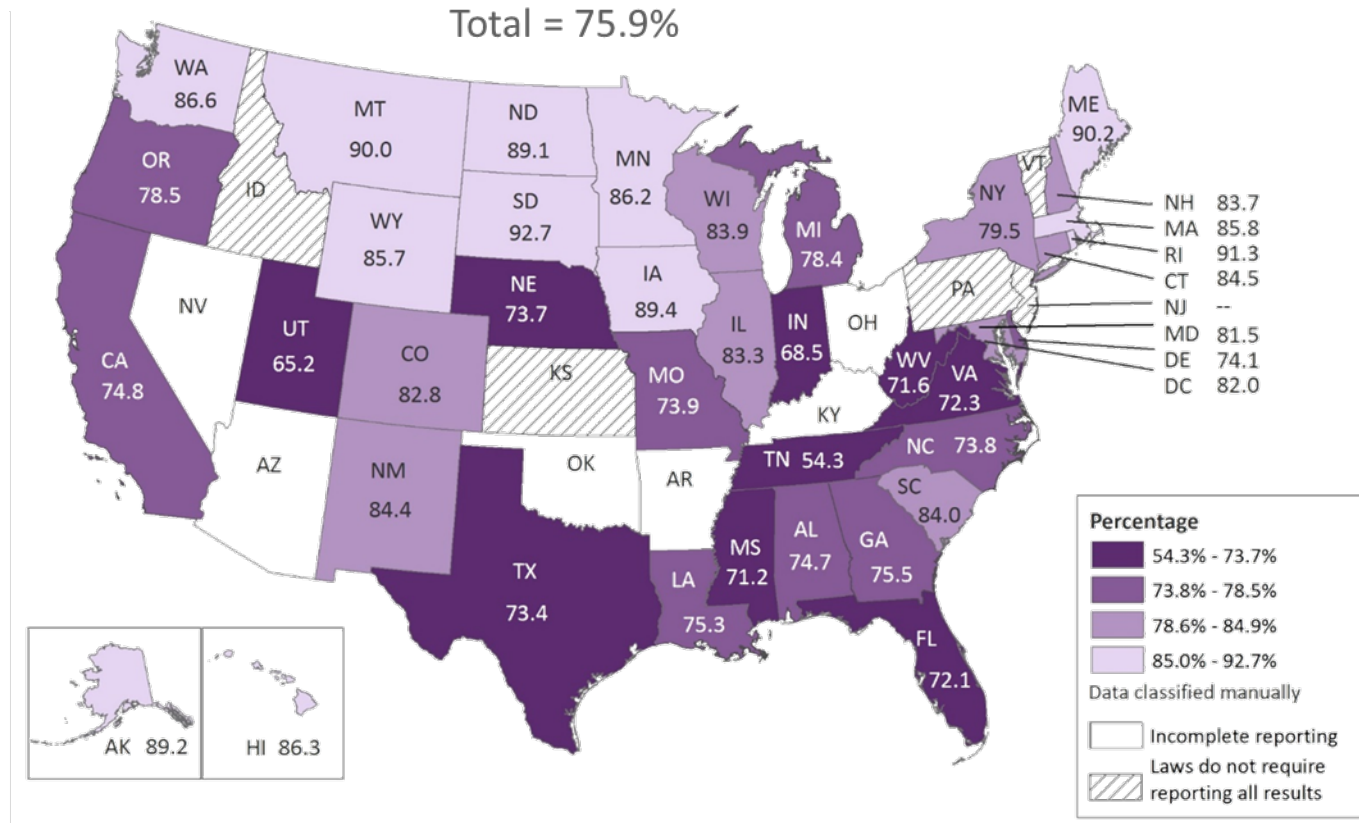 Total = 75.9%
WA
86.6
MT
90.0
ND
89.1
MN
86.2
ME
90.2
OR
78.5
ID
WY
85.7
SD
92.7
WI
83.9
MI
78.4
NY
79.5
VT
NH 83.7
MA 85.8
RI 91.3
CT 84.5
NJ --
MD 81.5
DE 74.1
DC 82.0
NV
UT
65.2
CO
82.8
NE
73.7
IA
89.4
IL
83.3
IN
68.5
OH
PA
CA
74.8
KS
MO
73.9
KY
WV
71.6
VA
72.3
AZ
NM
84.4
OK
AR
TN 54.3
NC 73.8
SC
84.0
TX
73.4
LA
75.3
MS
71.2
AL
74.7
GA
75.5
FL
72.1
AK 89.2
HI 86.3
Percentage
54.3% - 73.7%
73.8% - 78.5%
78.6% - 84.9%
85.0% - 92.7%
Data classified manually
Incomplete reporting
Laws do not require
reporting all results